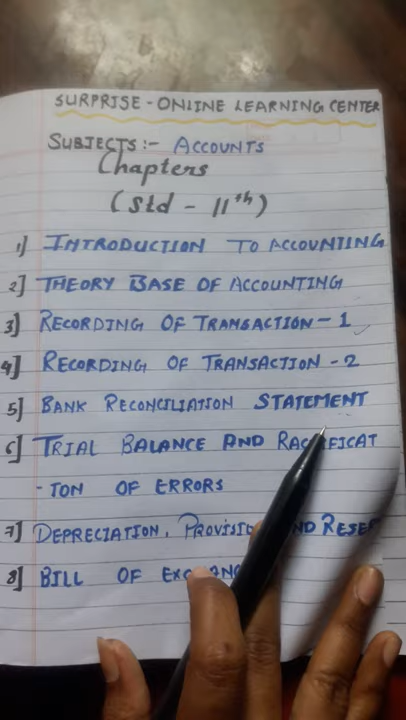 SURPRISE - ONLINE LEARNING CENTER
SUBJECTS :- ACCOUNTS
Chapters
(Std - 11th)
1] INTRODUCTION TO ACCOUNTING
2] THEORY BASE OF ACCOUNTING
3] RECORDING OF TRANSACTION - 1
4] RECORDING OF TRANSACTION - 2
5] BANK RECONCILIATION STATEMENT
6] TRIAL BALANCE AND
- TON OF ERRORS
7] DEPRECIATION,
8] BILL OF